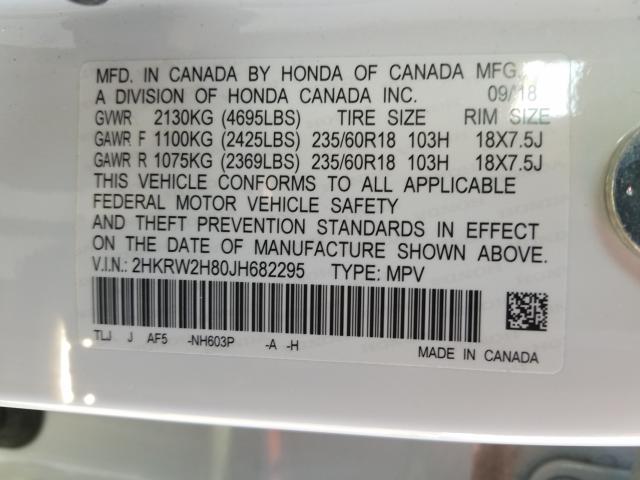 MFD. IN CANADA BY HONDA OF CANADA MFG.,
A DIVISION OF HONDA CANADA INC. 09/18
GVWR 2130KG (4695LBS) TIRE SIZE RIM SIZE
GAWR F 1100KG (2425LBS) 235/60R18 103H 18X7.5J
GAWR R 1075KG (2369LBS) 235/60R18 103H 18X7.5J
THIS VEHICLE CONFORMS TO ALL APPLICABLE
FEDERAL MOTOR VEHICLE SAFETY
AND THEFT PREVENTION STANDARDS IN EFFECT
ON THE DATE OF MANUFACTURE SHOWN ABOVE.
V.I.N.: 2HKRW2H80JH682295 TYPE: MPV
TLJ J AF5 -NH603P -A -H
MADE IN CANADA